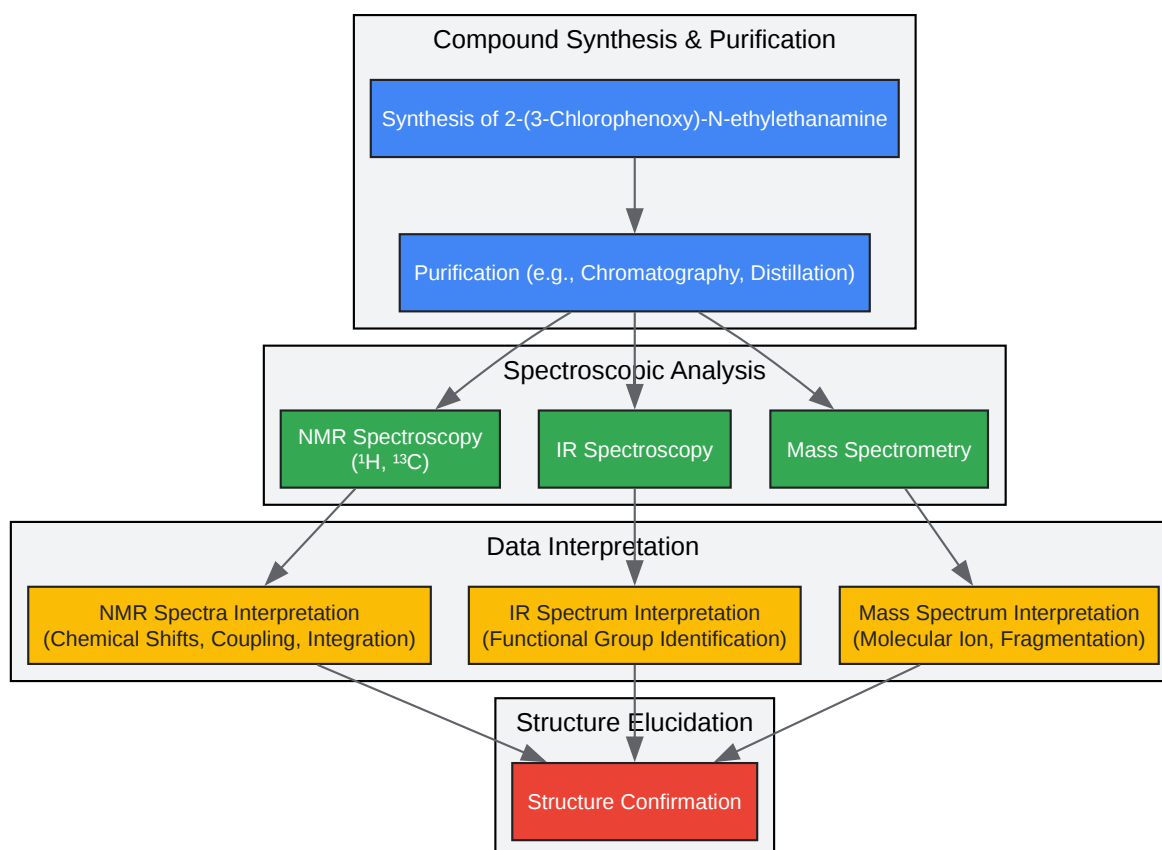 Compound Synthesis & Purification
Synthesis of 2-(3-Chlorophenoxy)-N-ethylethanamine
Purification (e.g., Chromatography, Distillation)
Spectroscopic Analysis
NMR Spectroscopy
(¹H, ¹³C)
IR Spectroscopy
Mass Spectrometry
Data Interpretation
NMR Spectra Interpretation
(Chemical Shifts, Coupling, Integration)
IR Spectrum Interpretation
(Functional Group Identification)
Mass Spectrum Interpretation
(Molecular Ion, Fragmentation)
Structure Elucidation
Structure Confirmation